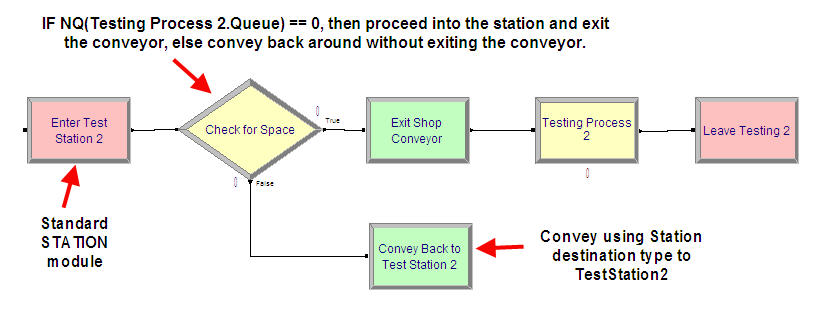 IF NQ(Testing Process 2.Queue) == 0, then proceed into the station and exit
the conveyor, else convey back around without exiting the conveyor.
Enter Test
Station 2
Check for Space
0
True
Exit Shop
Conveyor
Testing Process
2
0
Leave Testing 2
0
False
Standard
STATION
module
Convey Back to
Test Station 2
Convey using Station
destination type to
TestStation2